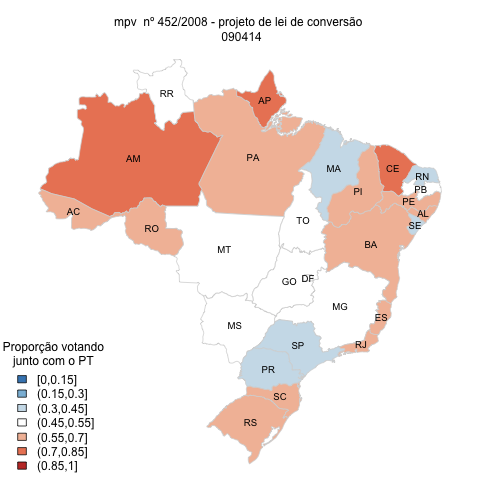 mpv nº 452/2008 - projeto de lei de conversão
090414
RR
AP
AM
PA
MA
CE
RN
PB
PI
PE
AL
SE
AC
RO
TO
BA
MT
GO
DF
MG
ES
MS
SP
RJ
PR
SC
RS
Proporção votando
junto com o PT
[0,0.15]
(0.15,0.3]
(0.3,0.45]
(0.45,0.55]
(0.55,0.7]
(0.7,0.85]
(0.85,1]